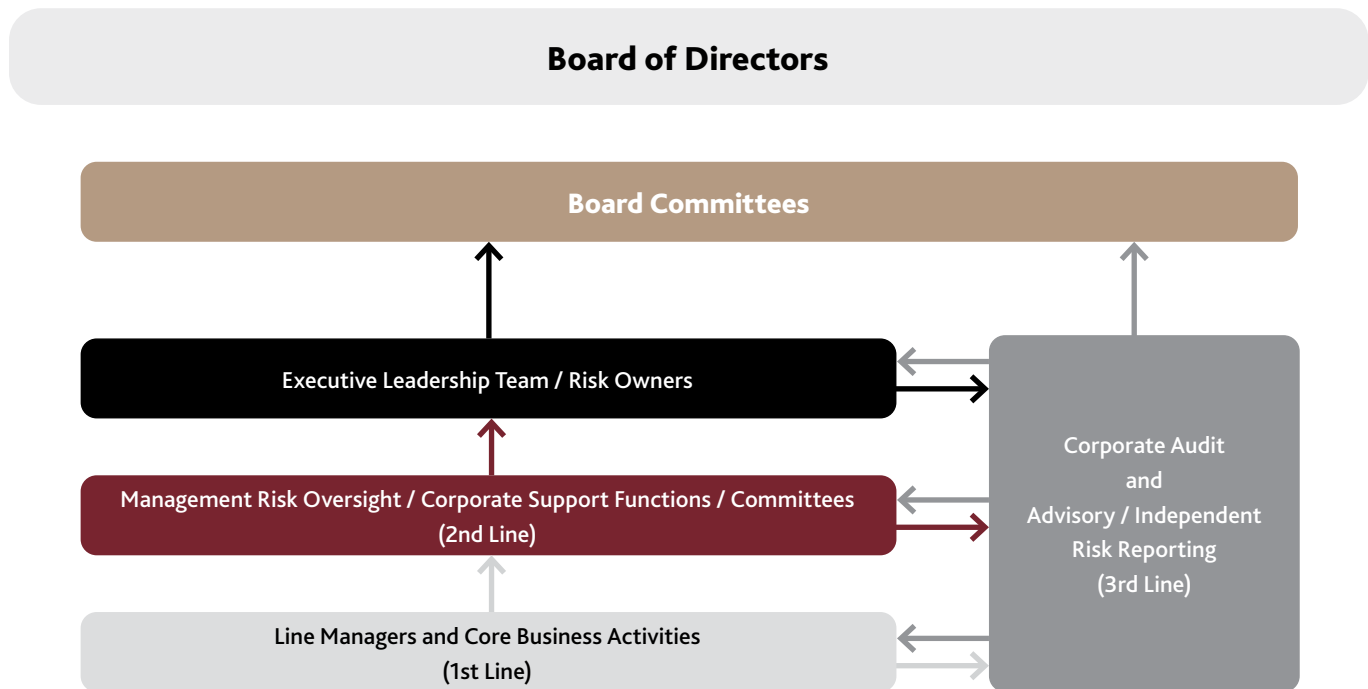 Board of Directors
Board Committees
Executive Leadership Team / Risk Owners
Management Risk Oversight / Corporate Support Functions / Committees
(2nd Line)
Line Managers and Core Business Activities
(1st Line)
Corporate Audit
and
Advisory / Independent
Risk Reporting
(3rd Line)